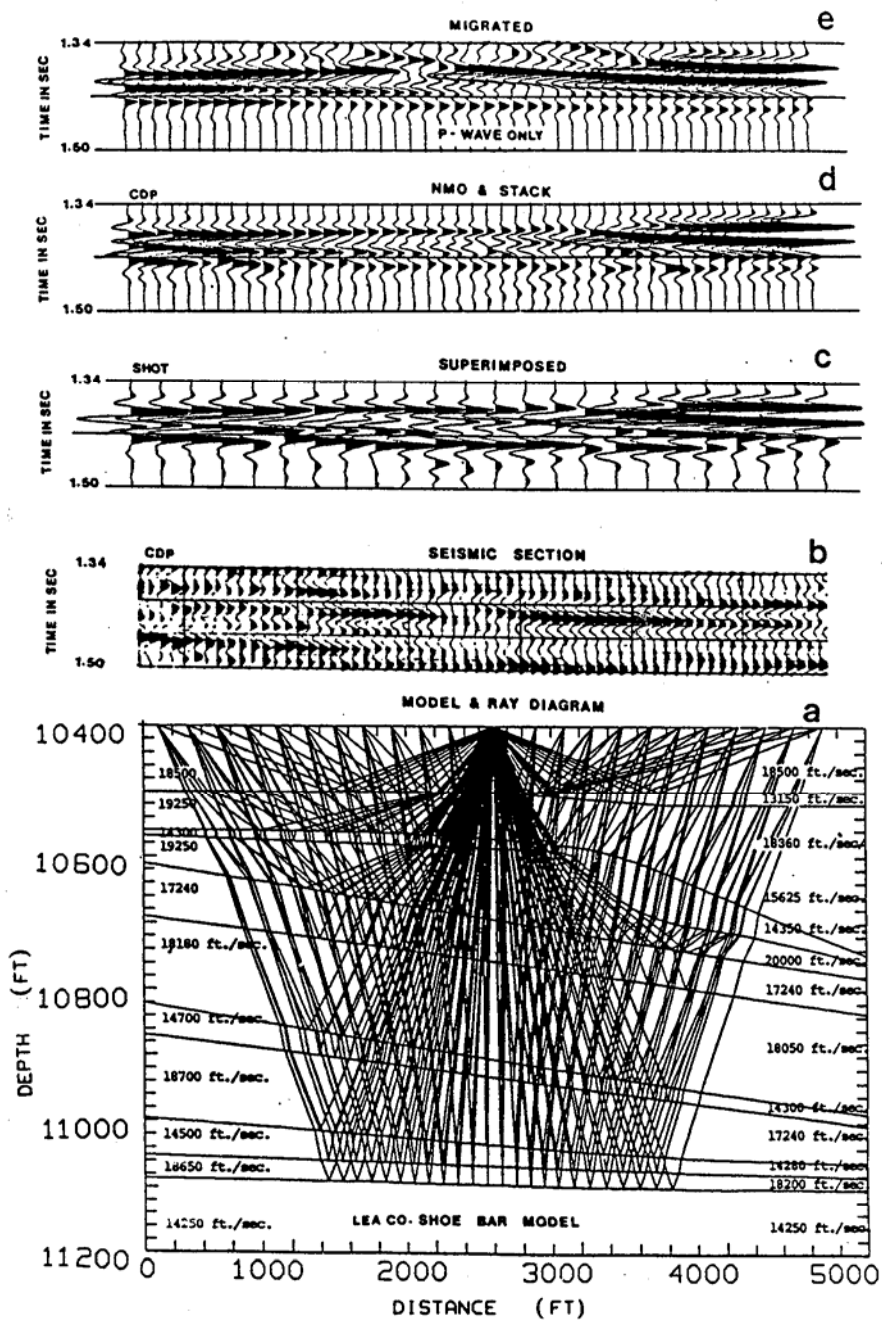 MIGRATED
e
1.34
TIME IN SEC
P-WAVE ONLY
1.50
NMO & STACK
d
CDP
1.34
TIME IN SEC
1.50
SUPERIMPOSED
c
SHOT
1.34
TIME IN SEC
1.50
SEISMIC SECTION
b
CDP
1.34
TIME IN SEC
1.50
MODEL & RAY DIAGRAM
a
10400
10600
10800
11000
11200
DEPTH (FT)
18500
19250
14300
19250
17240
18180 ft./sec.
14700 ft./sec.
18700 ft./sec.
14500 ft./sec.
18650 ft./sec.
14250 ft./sec.
18500 ft./sec.
13150 ft./sec.
18360 ft./sec
15625 ft./sec
14350 ft./sec.
20000 ft./sec.
17240 ft./sec.
18050 ft./sec.
14300 ft./sec.
17240 ft./sec.
14280 ft./sec.
18200 ft./sec.
14250 ft./sec.
LEA CO- SHOE BAR MODEL
0 1000 2000 3000 4000 5000
DISTANCE (FT)